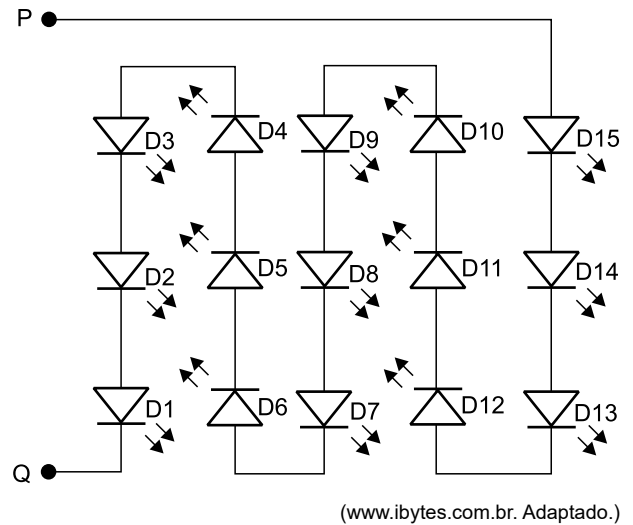 P
D3 D4 D9 D10 D15
D2 D5 D8 D11 D14
D1 D6 D7 D12 D13
Q
(www.ibytes.com.br. Adaptado.)